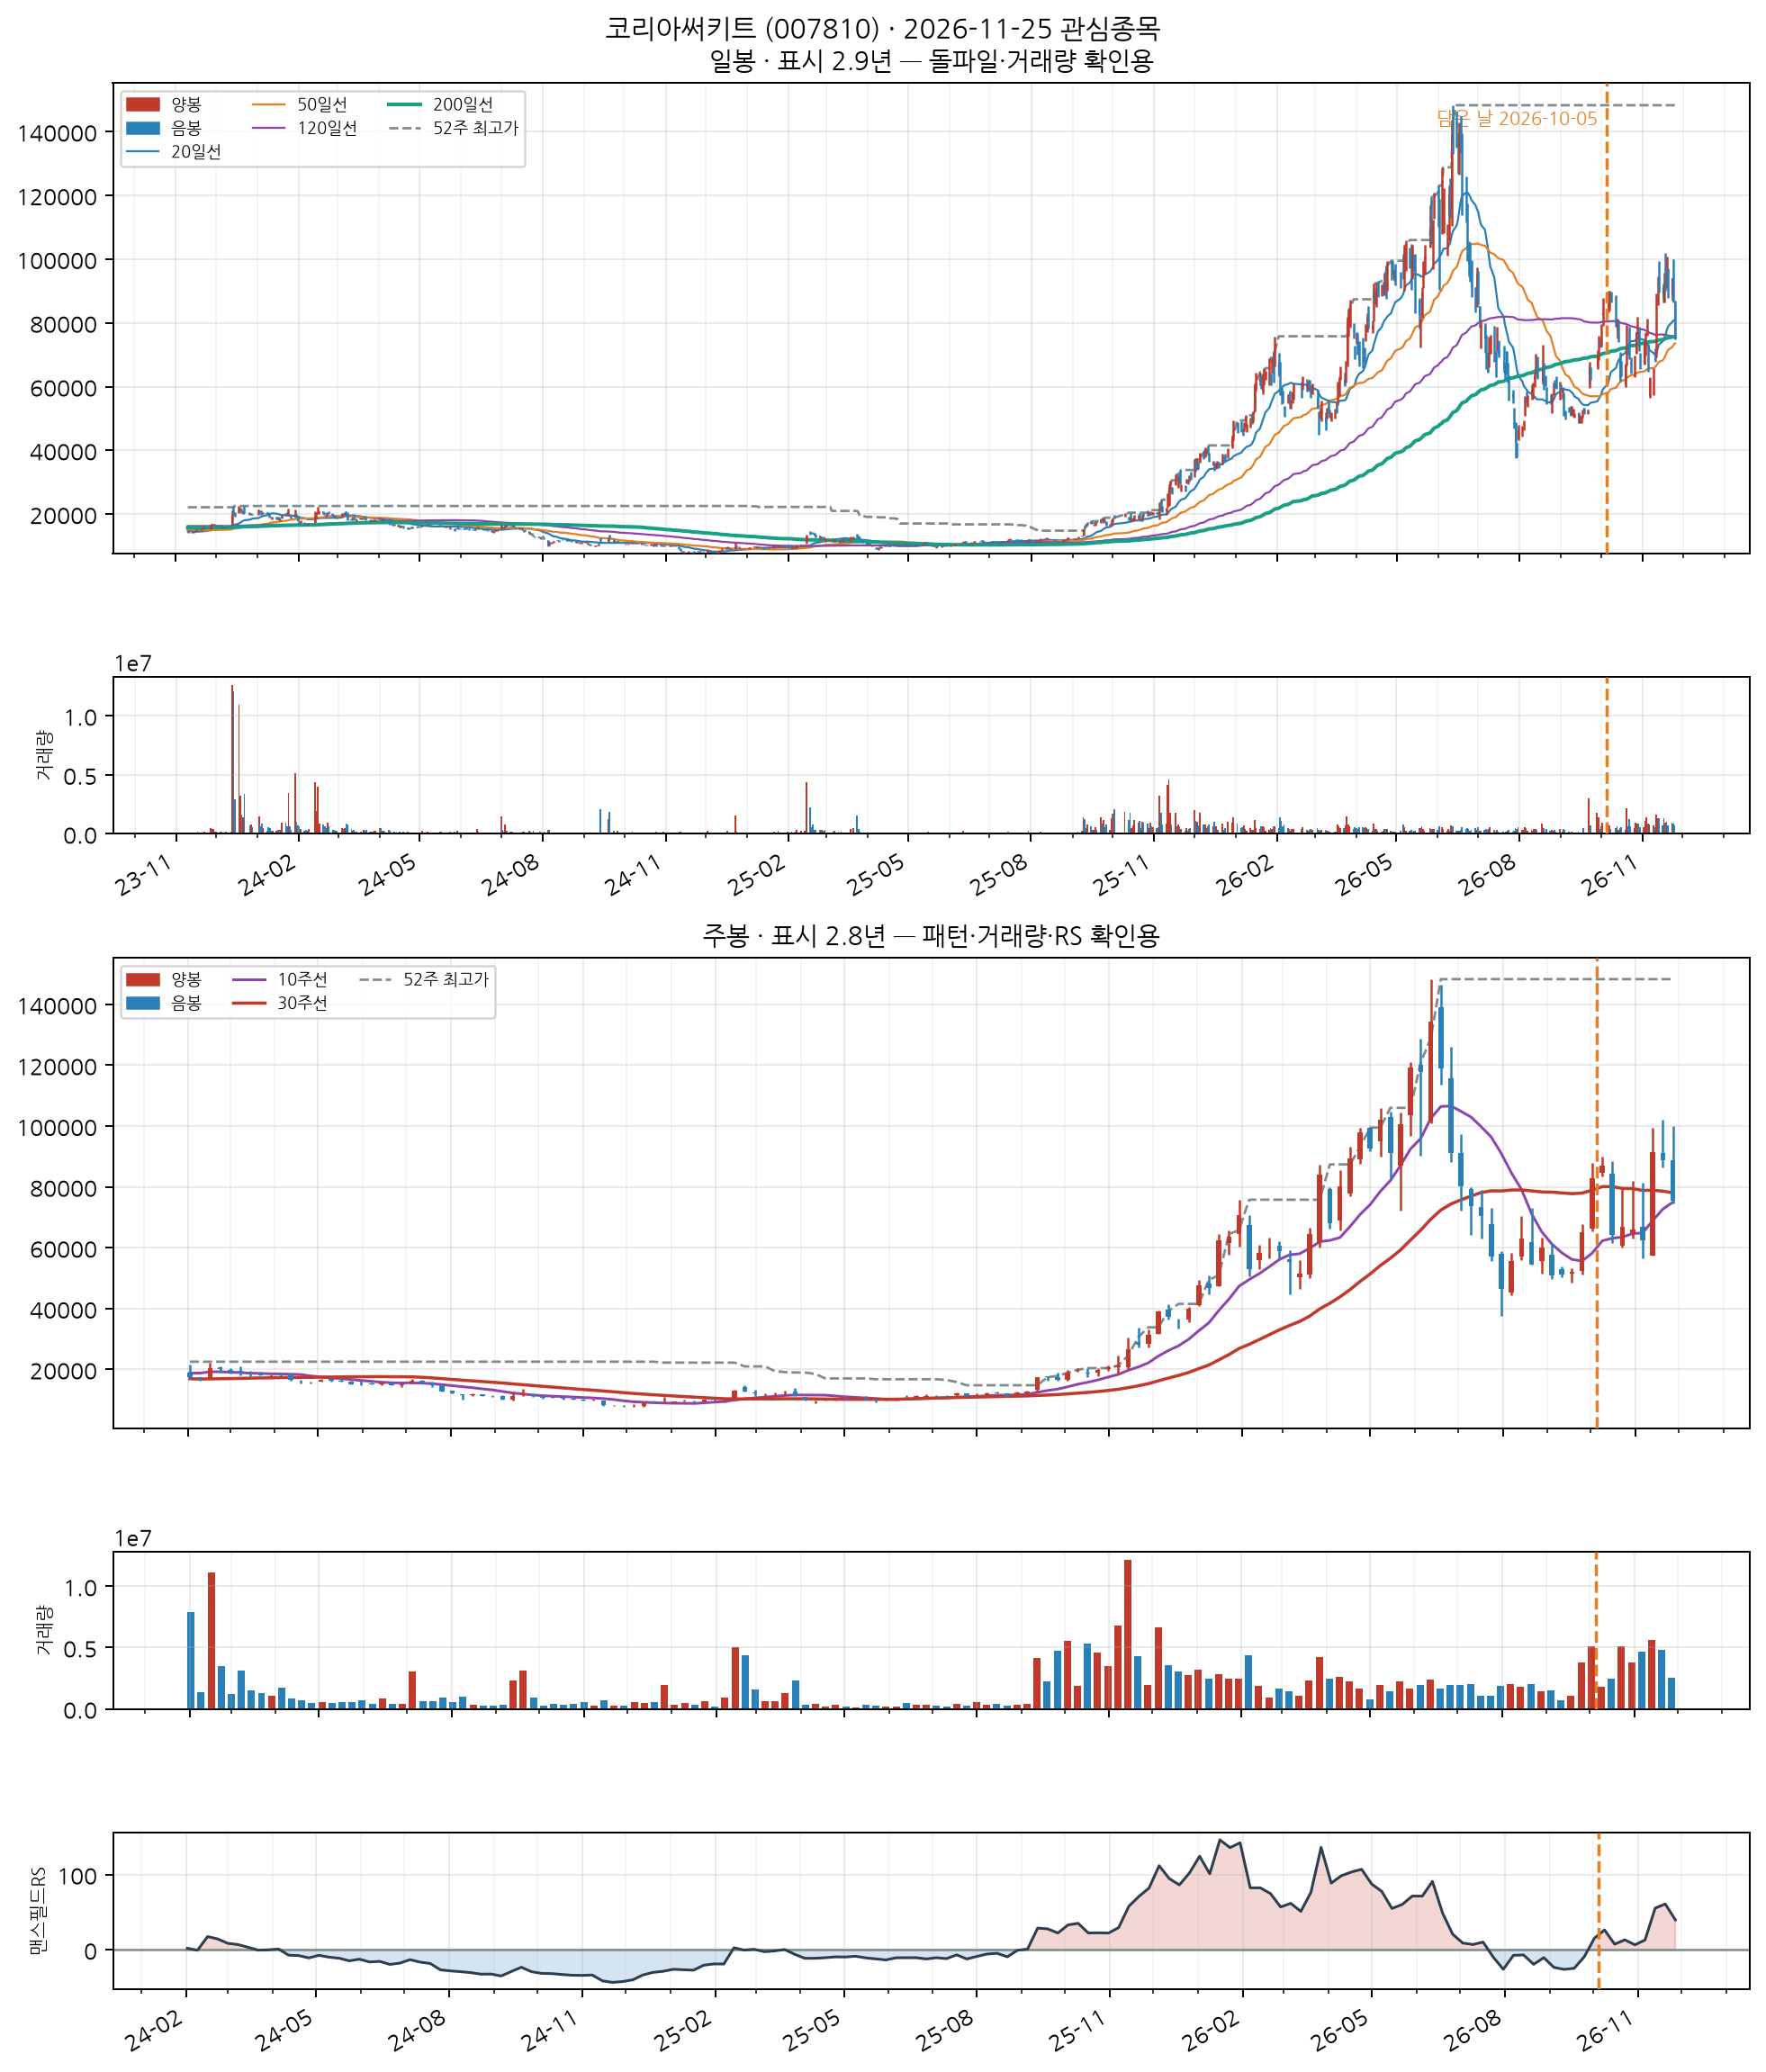 코리아써키트 (007810) · 2026-11-25 관심종목
일봉 · 표시 2.9년 — 돌파일·거래량 확인용
양봉 50일선 200일선
음봉 120일선 52주 최고가
20일선
담은 날 2026-10-05
140000
120000
100000
80000
60000
40000
20000
1e7
거래량
1.0
0.5
0.0
23-11 24-02 24-05 24-08 24-11 25-02 25-05 25-08 25-11 26-02 26-05 26-08 26-11
주봉 · 표시 2.8년 — 패턴·거래량·RS 확인용
양봉 10주선 52주 최고가
음봉 30주선
140000
120000
100000
80000
60000
40000
20000
1e7
거래량
1.0
0.5
0.0
맨스필드RS
100
0
24-02 24-05 24-08 24-11 25-02 25-05 25-08 25-11 26-02 26-05 26-08 26-11